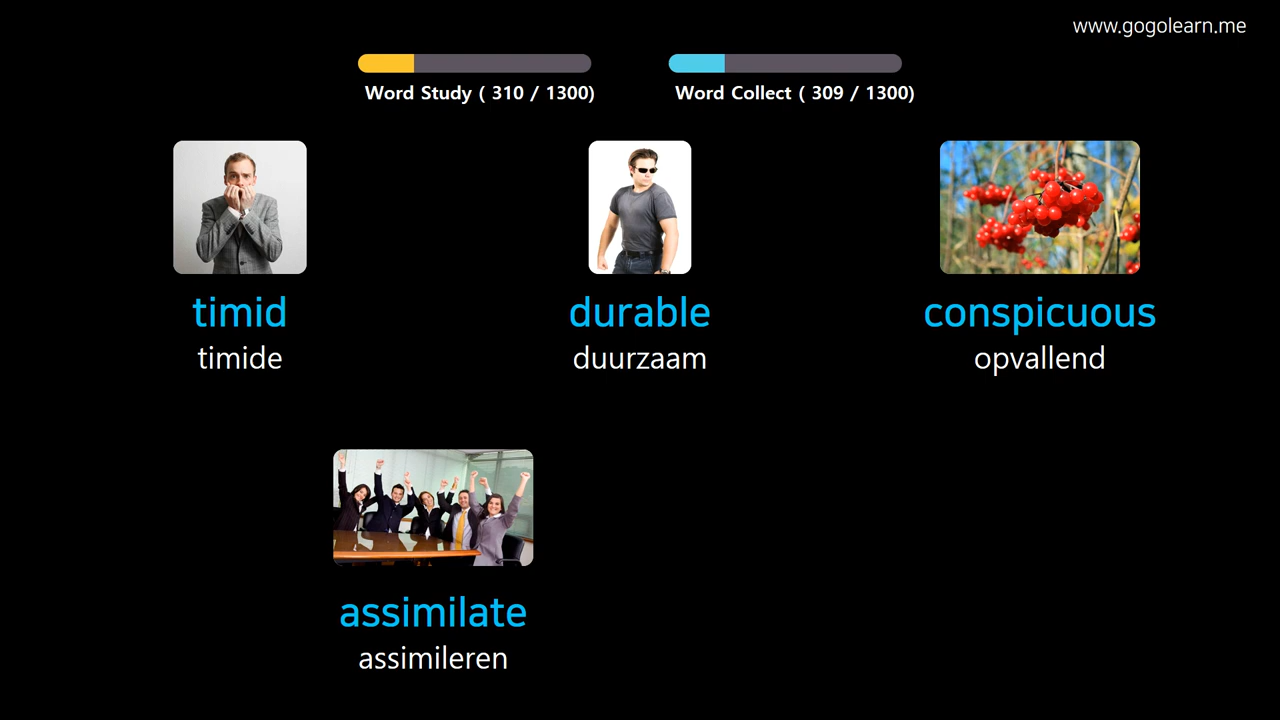 www.gogolearn.me
Word Study ( 310 / 1300)
Word Collect ( 309 / 1300)
timid
timide
durable
duurzaam
conspicuous
opvallend
assimilate
assimileren